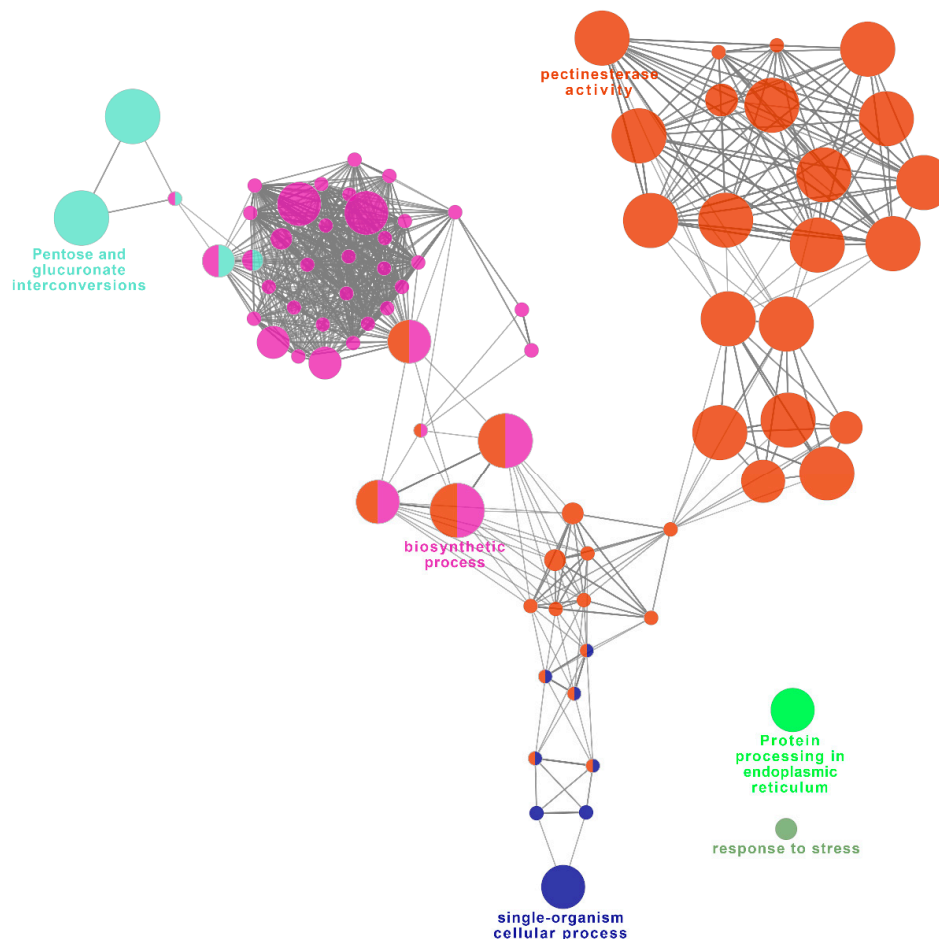 pectinesterase
activity
Pentose and
glucuronate
interconversions
biosynthetic
process
Protein
processing in
endoplasmic
reticulum
response to stress
single-organism
cellular process